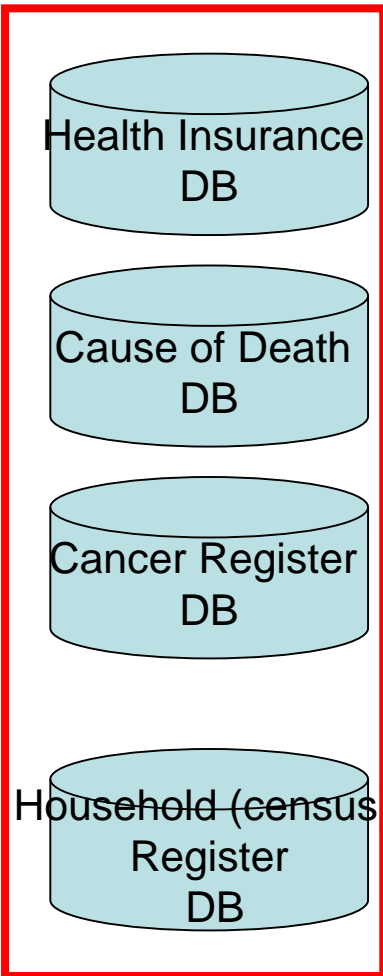 Health Insurance
DB
Cause of Death
DB
Cancer Register
DB
Household (census
Register
DB